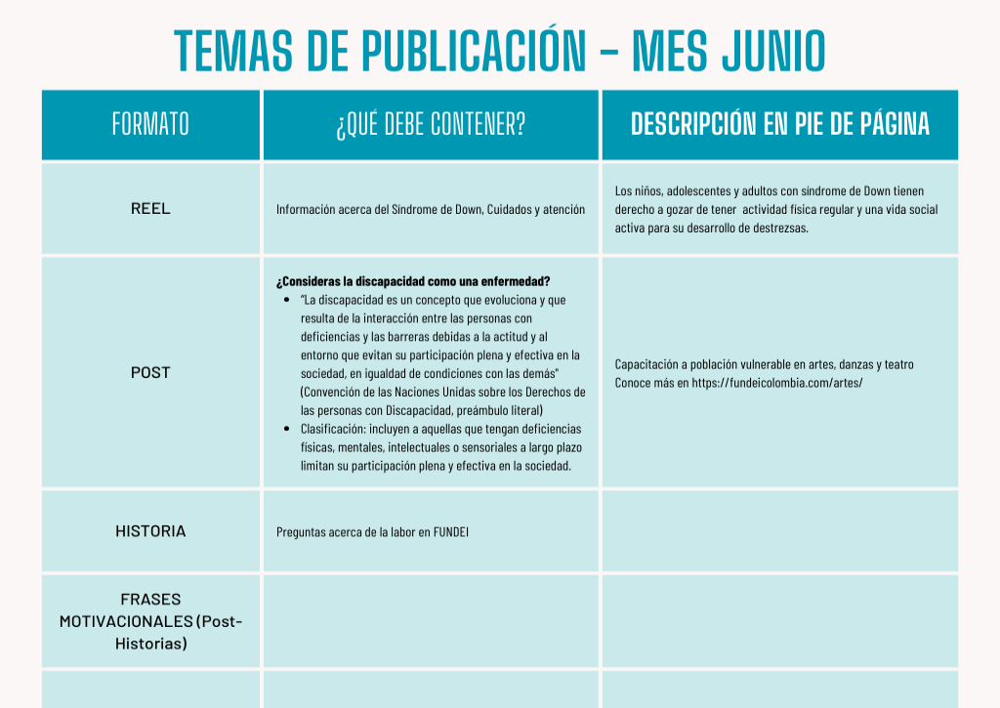 TEMAS DE PUBLICACIÓN - MES JUNIO
FORMATO
¿QUÉ DEBE CONTENER?
DESCRIPCIÓN EN PIE DE PÁGINA
REEL
Información acerca del Síndrome de Down, Cuidados y atención
Los niños, adolescentes y adultos con síndrome de Down tienen
derecho a gozar de tener actividad física regular y una vida social
activa para su desarrollo de destrezsas.
POST
¿Consideras la discapacidad como una enfermedad?
• "La discapacidad es un concepto que evoluciona y que
resulta de la interacción entre las personas con
deficiencias y las barreras debidas a la actitud y al
entorno que evitan su participación plena y efectiva en la
sociedad, en igualdad de condiciones con las demás"
(Convención de las Naciones Unidas sobre los Derechos de
las personas con Discapacidad, preámbulo literal)
• Clasificación: incluyen a aquellas que tengan deficiencias
físicas, mentales, intelectuales o sensoriales a largo plazo
limitan su participación plena y efectiva en la sociedad.
Capacitación a población vulnerable en artes, danzas y teatro
Conoce más en https://fundeicolombia.com/artes/
HISTORIA
Preguntas acerca de la labor en FUNDEI
FRASES
MOTIVACIONALES (Post-
Historias)